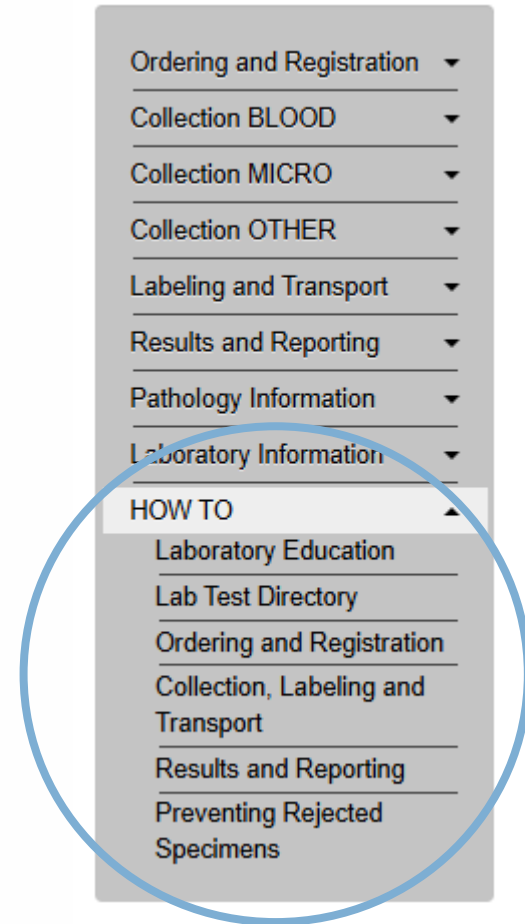 Ordering and Registration
Collection BLOOD
Collection MICRO
Collection OTHER
Labeling and Transport
Results and Reporting
Pathology Information
Laboratory Information
HOW TO
Laboratory Education
Lab Test Directory
Ordering and Registration
Collection, Labeling and
Transport
Results and Reporting
Preventing Rejected
Specimens